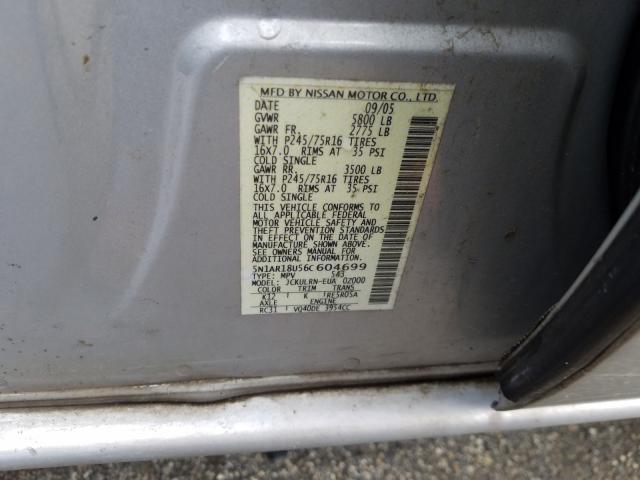 MFD BY NISSAN MOTOR CO., LTD.
DATE 09/05
GVWR 5800 LB
GAWR FR. 2775 LB
WITH P245/75R16 TIRES
16X7.0 RIMS AT 35 PSI
COLD SINGLE
GAWR RR. 3500 LB
WITH P245/75R16 TIRES
16X7.0 RIMS AT 35 PSI
COLD SINGLE
THIS VEHICLE CONFORMS TO
ALL APPLICABLE FEDERAL
MOTOR VEHICLE SAFETY AND
THEFT PREVENTION STANDARDS
IN EFFECT ON THE DATE OF
MANUFACTURE SHOWN ABOVE.
SEE OWNERS MANUAL FOR
ADDITIONAL INFORMATION.
5N1AR18U56C604699
TYPE: MPV 543
MODEL: JCKULRN-EUA 02000
COLOR TRIM TRANS
K12 K RE5R05A
AXLE ENGINE
RC31 VQ40DE 3954CC